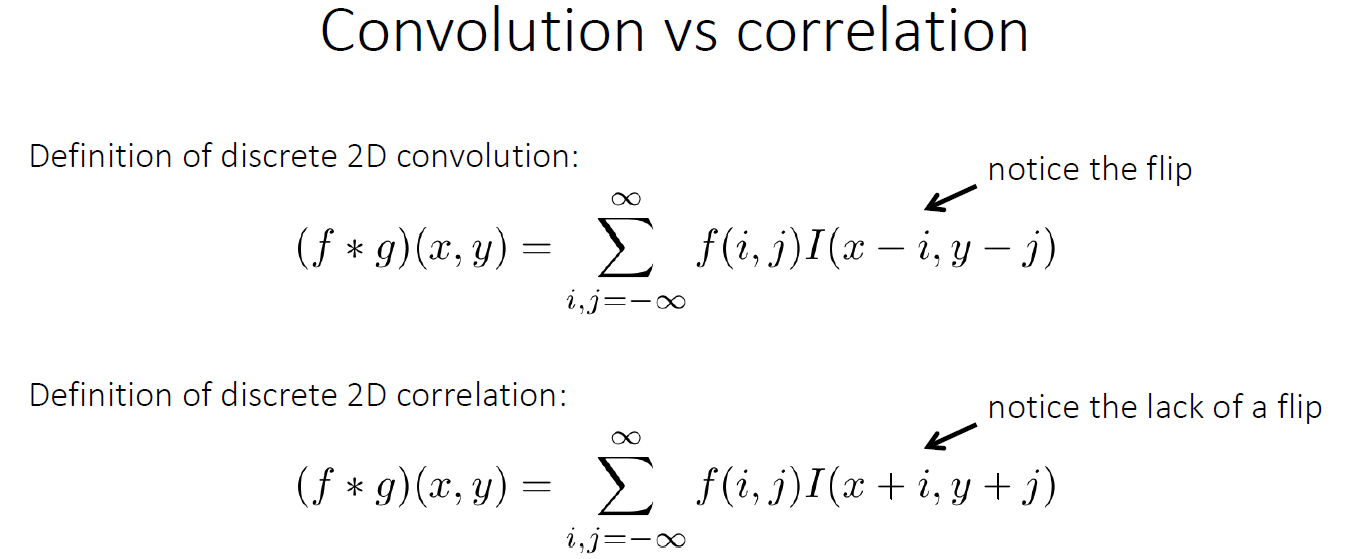 Convolution vs correlation
Definition of discrete 2D convolution:
notice the flip
(f ∗ g)(x, y) = ∑_{i,j=−∞}^{∞} f(i, j)I(x − i, y − j)
Definition of discrete 2D correlation:
notice the lack of a flip
(f ∗ g)(x, y) = ∑_{i,j=−∞}^{∞} f(i, j)I(x + i, y + j)